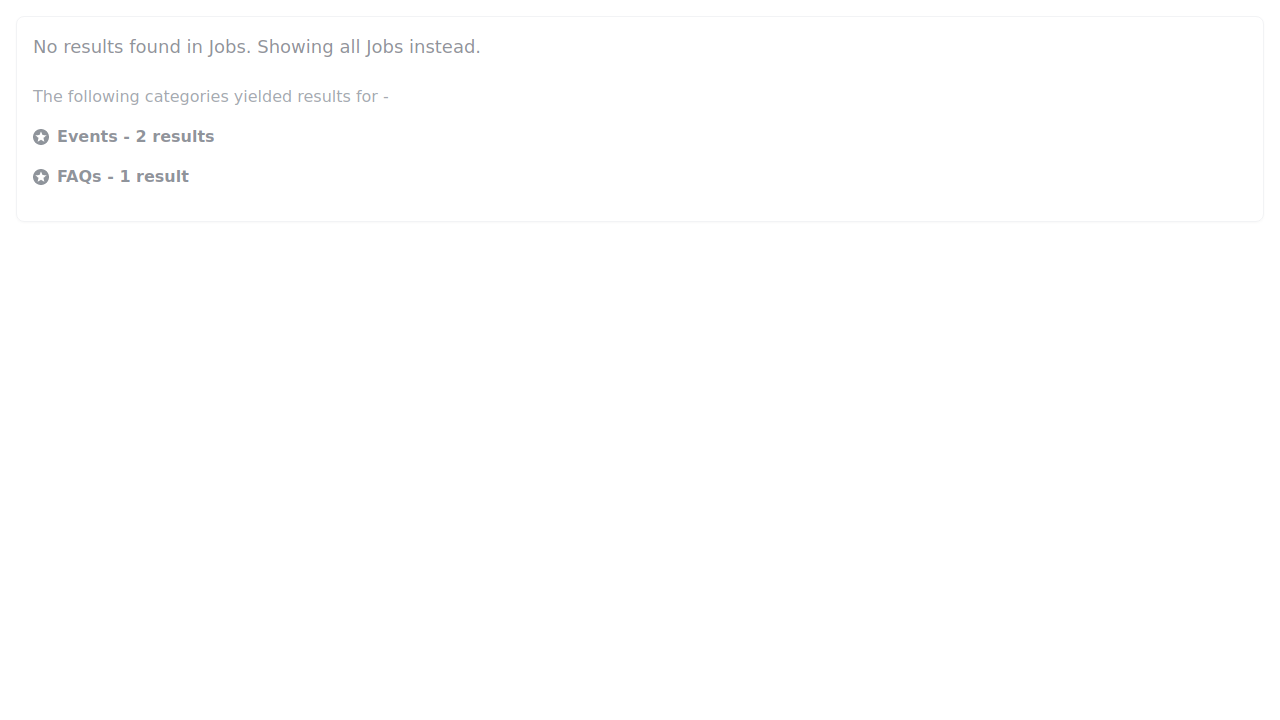 No results found in Jobs. Showing all Jobs instead.
The following categories yielded results for -
Events - 2 results
FAQs - 1 result